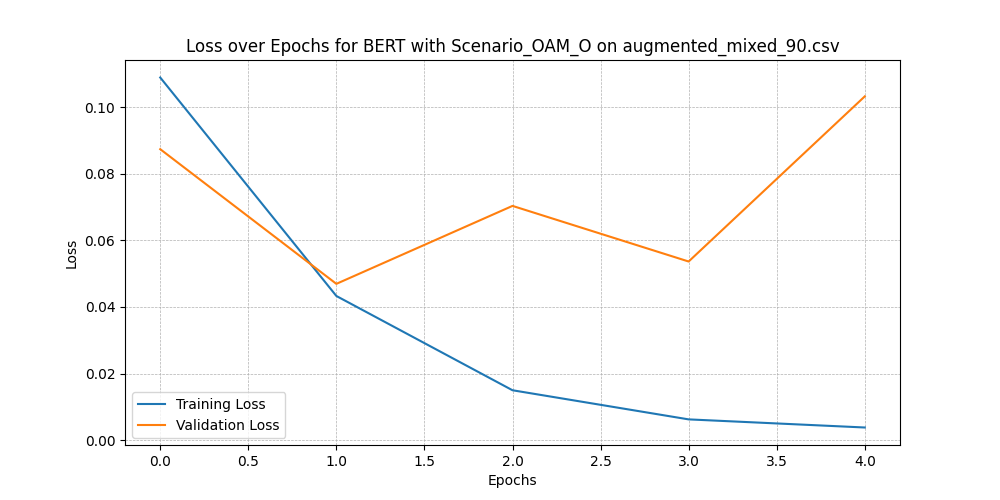 Loss over Epochs for BERT with Scenario_OAM_O on augmented_mixed_90.csv
Loss
0.10
0.08
0.06
0.04
0.02
0.00
Training Loss
Validation Loss
0.0 0.5 1.0 1.5 2.0 2.5 3.0 3.5 4.0
Epochs